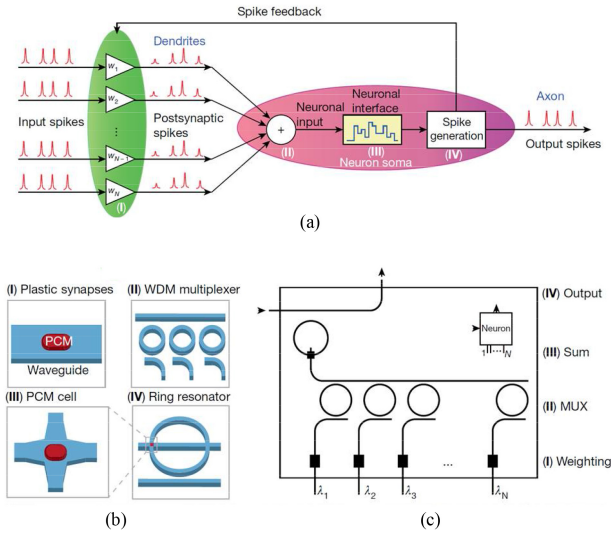 Spike feedback
Dendrites
w1
w2
⋮
wN−1
wN
Input spikes
Postsynaptic
spikes
(I)
Neuronal
input
+
(II)
Neuronal
interface
(III)
Neuron soma
Spike
generation
(IV)
Axon
Output spikes
(a)
(I) Plastic synapses
PCM
Waveguide
(II) WDM multiplexer
(III) PCM cell
(IV) Ring resonator
(b)
(IV) Output
Neuron
1 ... N
(III) Sum
(II) MUX
(I) Weighting
...
λ1 λ2 λ3 λN
(c)